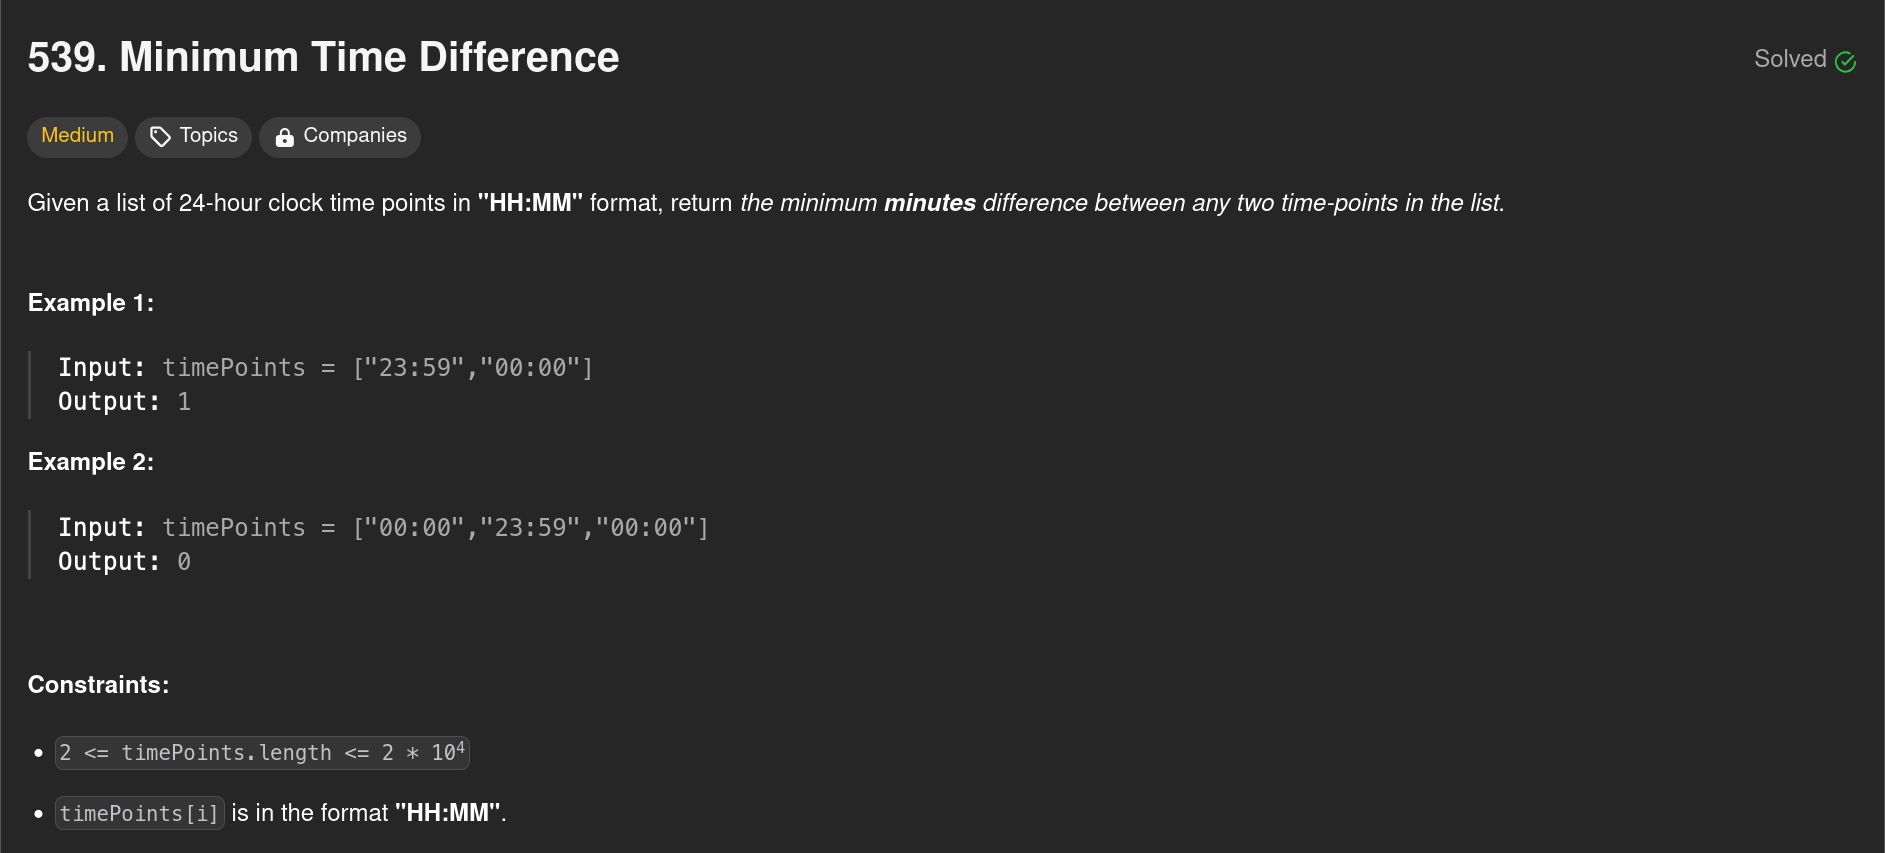 539. Minimum Time Difference
Solved
Medium
Topics
Companies
Given a list of 24-hour clock time points in "HH:MM" format, return the minimum minutes difference between any two time-points in the list.
Example 1:
Input: timePoints = ["23:59","00:00"]
Output: 1
Example 2:
Input: timePoints = ["00:00","23:59","00:00"]
Output: 0
Constraints:
• 2 <= timePoints.length <= 2 * 10⁴
• timePoints[i] is in the format "HH:MM".